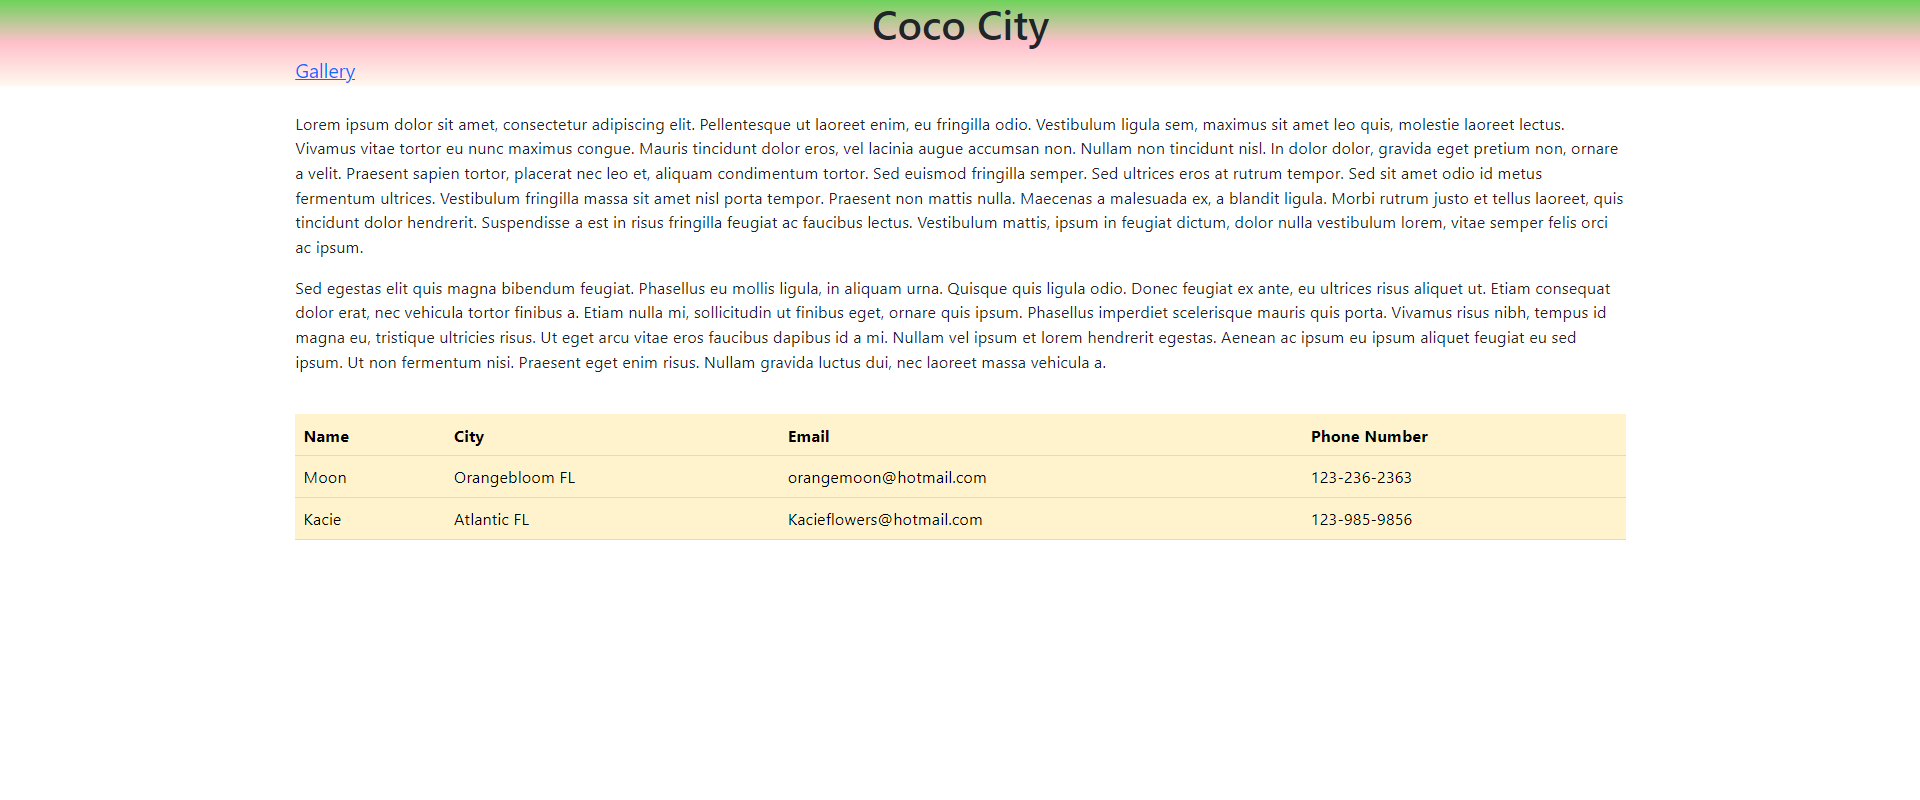 Coco City
Gallery
Lorem ipsum dolor sit amet, consectetur adipiscing elit. Pellentesque ut laoreet enim, eu fringilla odio. Vestibulum ligula sem, maximus sit amet leo quis, molestie laoreet lectus.
Vivamus vitae tortor eu nunc maximus congue. Mauris tincidunt dolor eros, vel lacinia augue accumsan non. Nullam non tincidunt nisl. In dolor dolor, gravida eget pretium non, ornare
a velit. Praesent sapien tortor, placerat nec leo et, aliquam condimentum tortor. Sed euismod fringilla semper. Sed ultrices eros at rutrum tempor. Sed sit amet odio id metus
fermentum ultrices. Vestibulum fringilla massa sit amet nisl porta tempor. Praesent non mattis nulla. Maecenas a malesuada ex, a blandit ligula. Morbi rutrum justo et tellus laoreet, quis
tincidunt dolor hendrerit. Suspendisse a est in risus fringilla feugiat ac faucibus lectus. Vestibulum mattis, ipsum in feugiat dictum, dolor nulla vestibulum lorem, vitae semper felis orci
ac ipsum.
Sed egestas elit quis magna bibendum feugiat. Phasellus eu mollis ligula, in aliquam urna. Quisque quis ligula odio. Donec feugiat ex ante, eu ultrices risus aliquet ut. Etiam consequat
dolor erat, nec vehicula tortor finibus a. Etiam nulla mi, sollicitudin ut finibus eget, ornare quis ipsum. Phasellus imperdiet scelerisque mauris quis porta. Vivamus risus nibh, tempus id
magna eu, tristique ultricies risus. Ut eget arcu vitae eros faucibus dapibus id a mi. Nullam vel ipsum et lorem hendrerit egestas. Aenean ac ipsum eu ipsum aliquet feugiat eu sed
ipsum. Ut non fermentum nisi. Praesent eget enim risus. Nullam gravida luctus dui, nec laoreet massa vehicula a.
Name City Email Phone Number
Moon Orangebloom FL orangemoon@hotmail.com 123-236-2363
Kacie Atlantic FL Kacieflowers@hotmail.com 123-985-9856